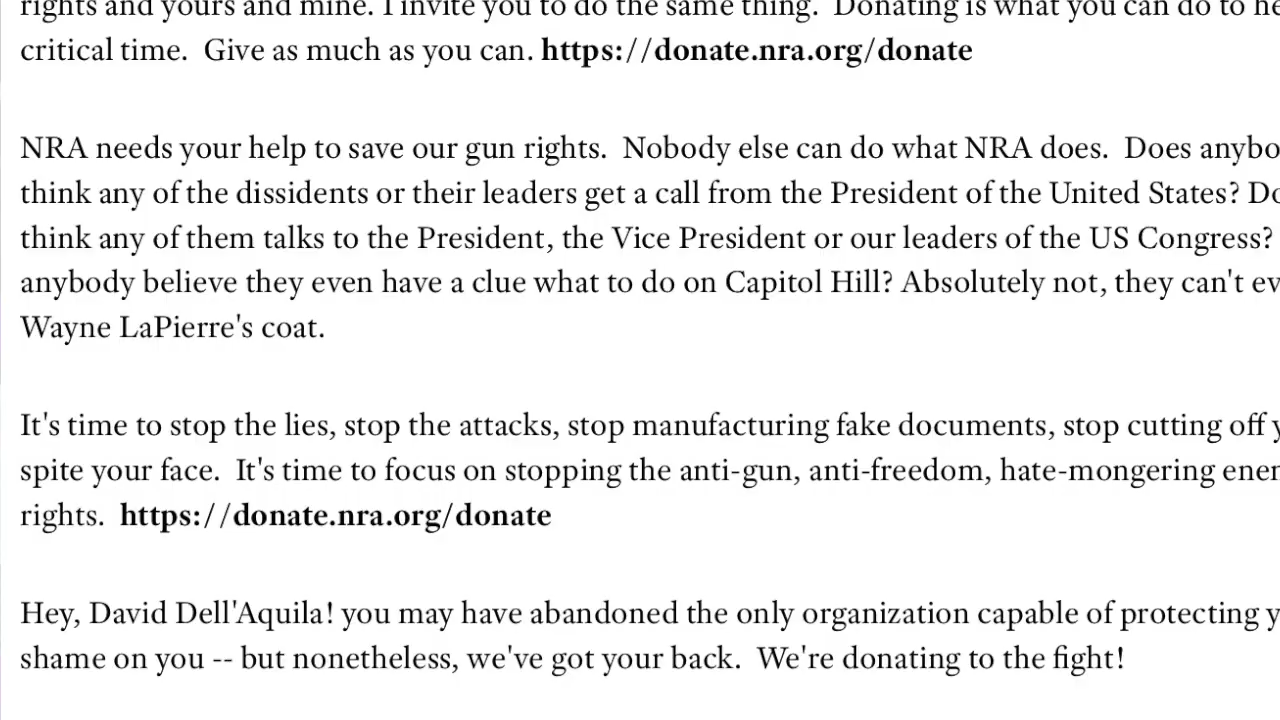 rights and yours and mine. I invite you to do the same thing.  Donating is what you can do to
critical time.  Give as much as you can. https://donate.nra.org/donate
NRA needs your help to save our gun rights.  Nobody else can do what NRA does.  Does
think any of the dissidents or their leaders get a call from the President of the United States?
think any of them talks to the President, the Vice President or our leaders of the US Congress?
anybody believe they even have a clue what to do on Capitol Hill? Absolutely not, they can't
Wayne LaPierre's coat.
It's time to stop the lies, stop the attacks, stop manufacturing fake documents, stop cutting off
spite your face.  It's time to focus on stopping the anti-gun, anti-freedom, hate-mongering
rights.  https://donate.nra.org/donate
Hey, David Dell'Aquila! you may have abandoned the only organization capable of protecting
shame on you -- but nonetheless, we've got your back.  We're donating to the fight!